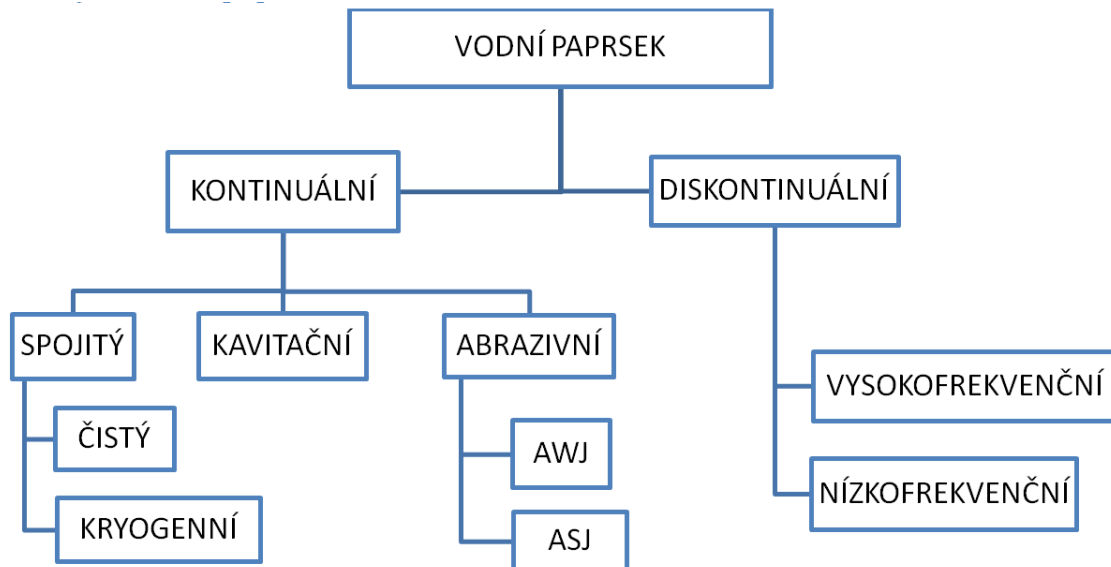 VODNÍ PAPRSEK
KONTINUÁLNÍ
DISKONTINUÁLNÍ
SPOJITÝ
KAVITAČNÍ
ABRAZIVNÍ
VYSOKOFREKVENČNÍ
ČISTÝ
AWJ
NÍZKOFREKVENČNÍ
KRYOGENNÍ
ASJ